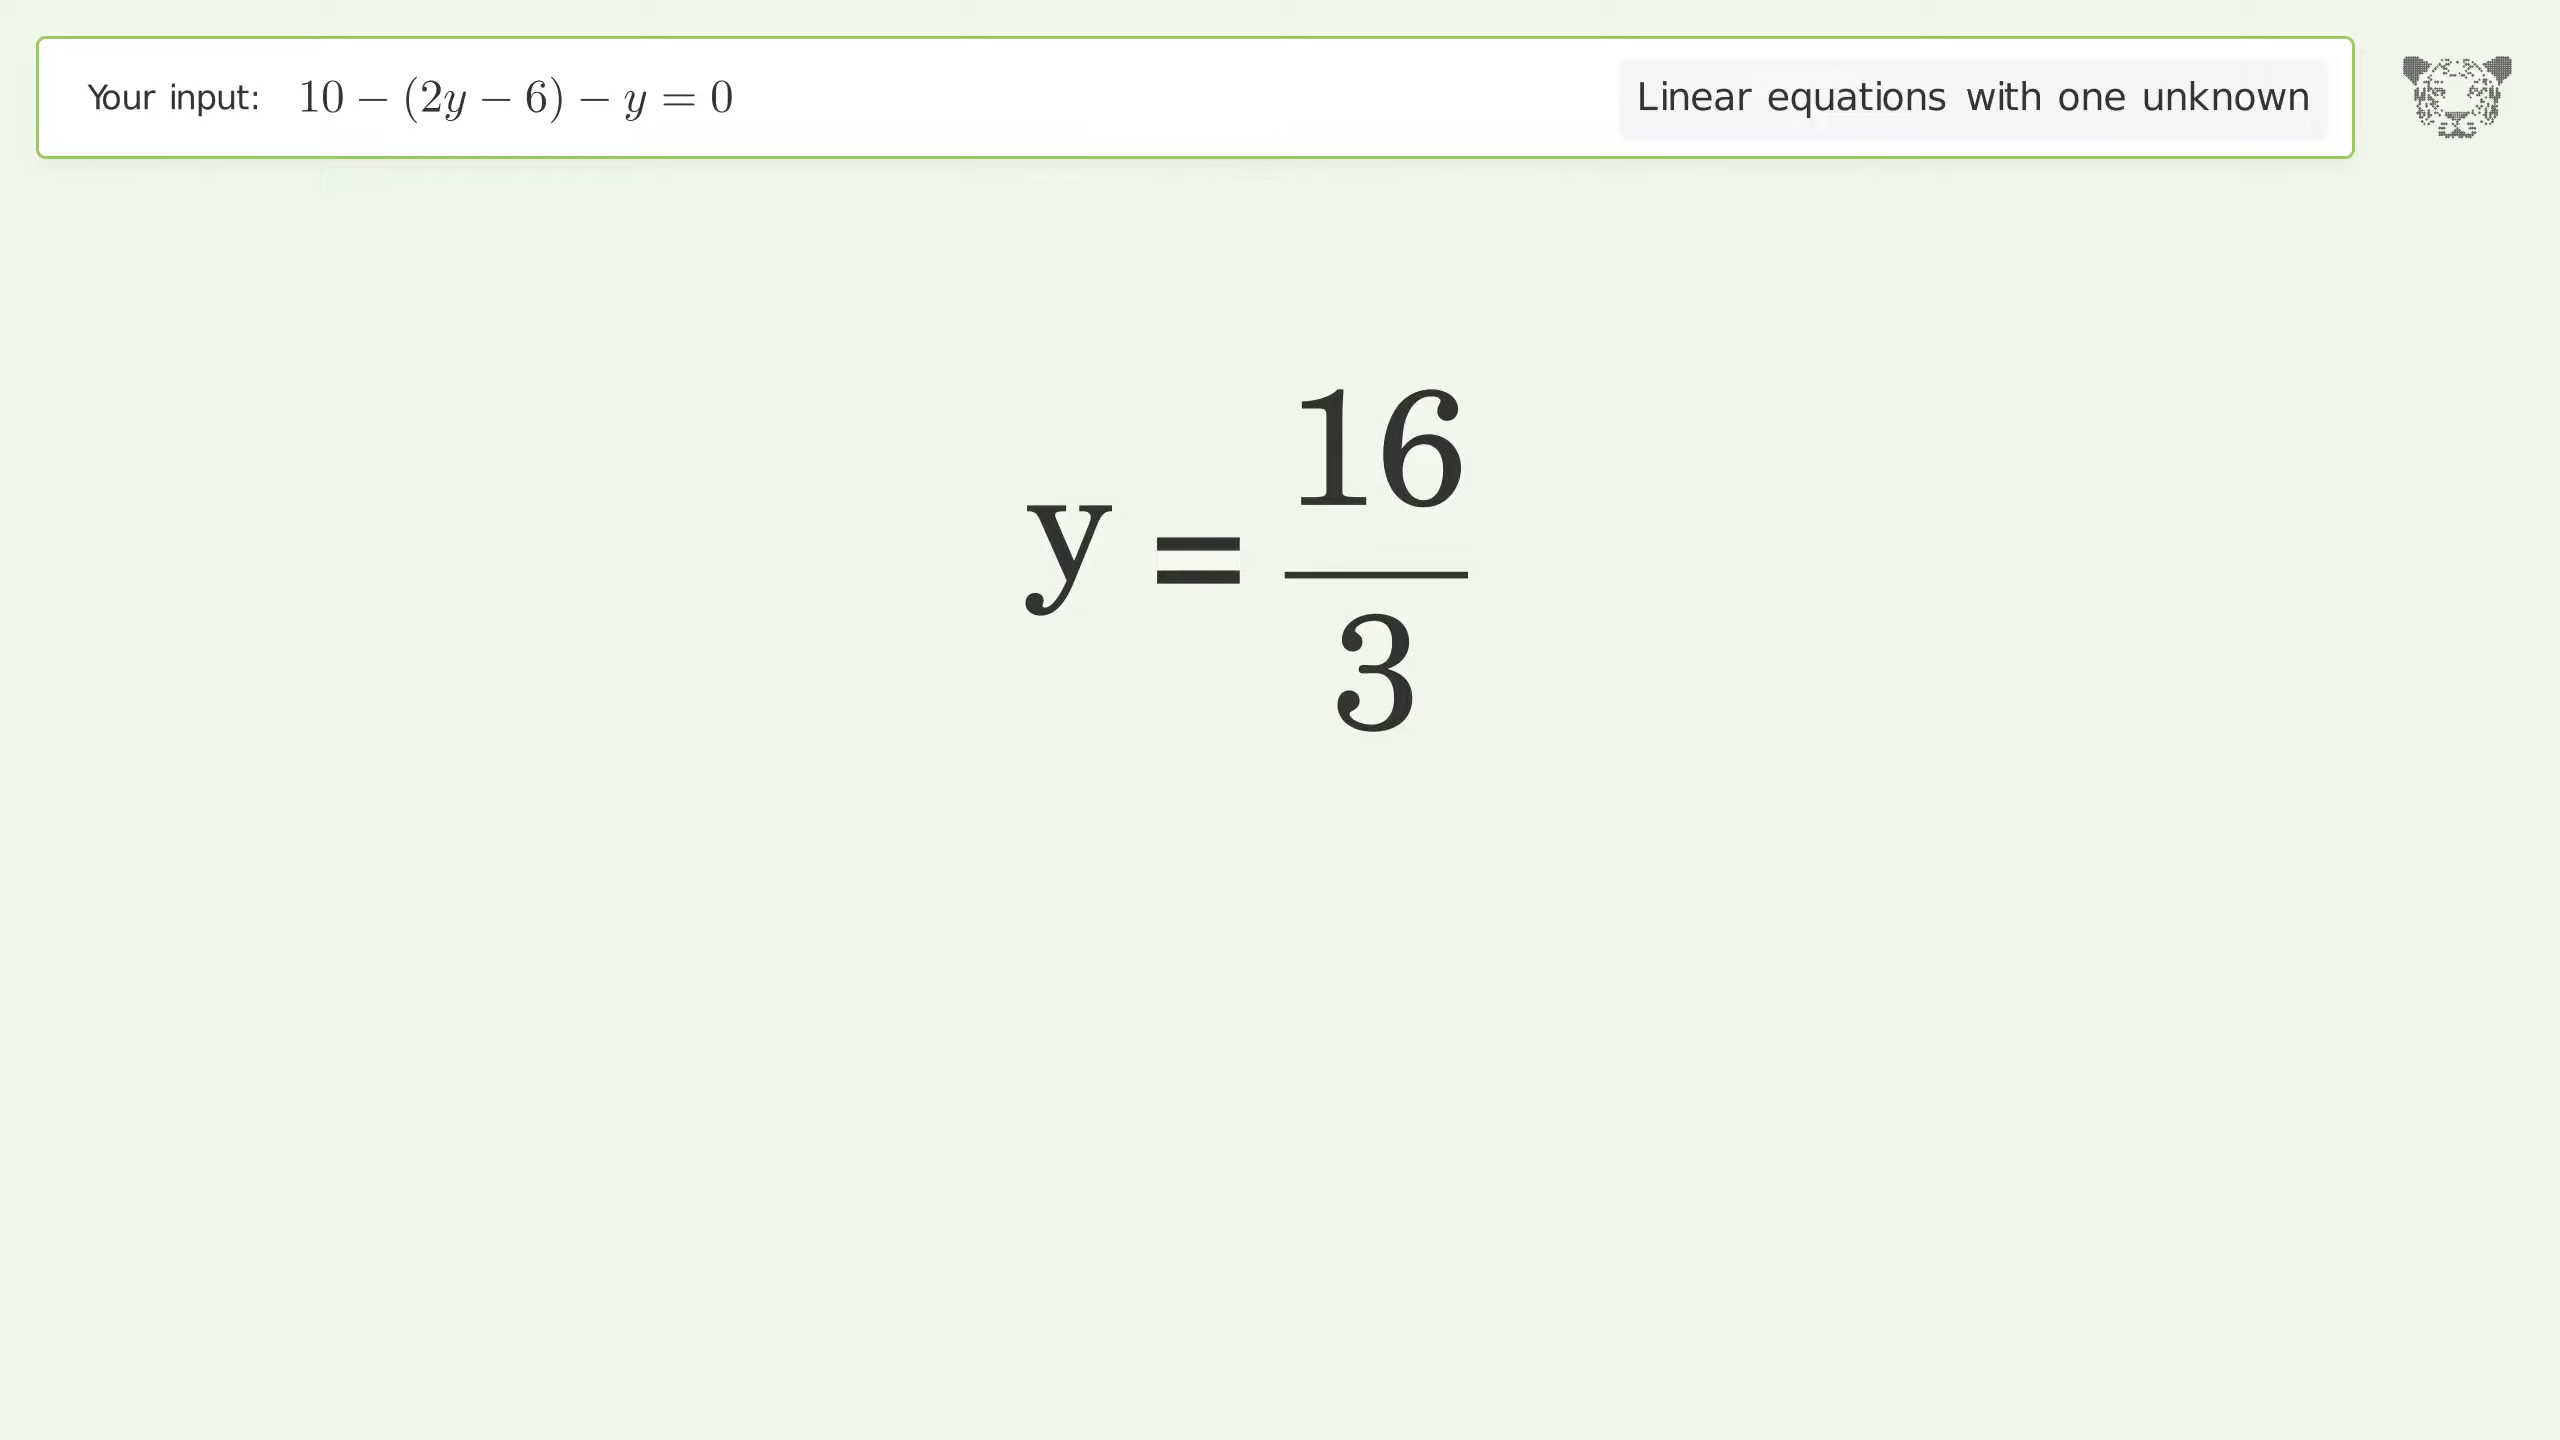 Your input: 10 − (2y − 6) − y = 0
Linear equations with one unknown
y = 16/3